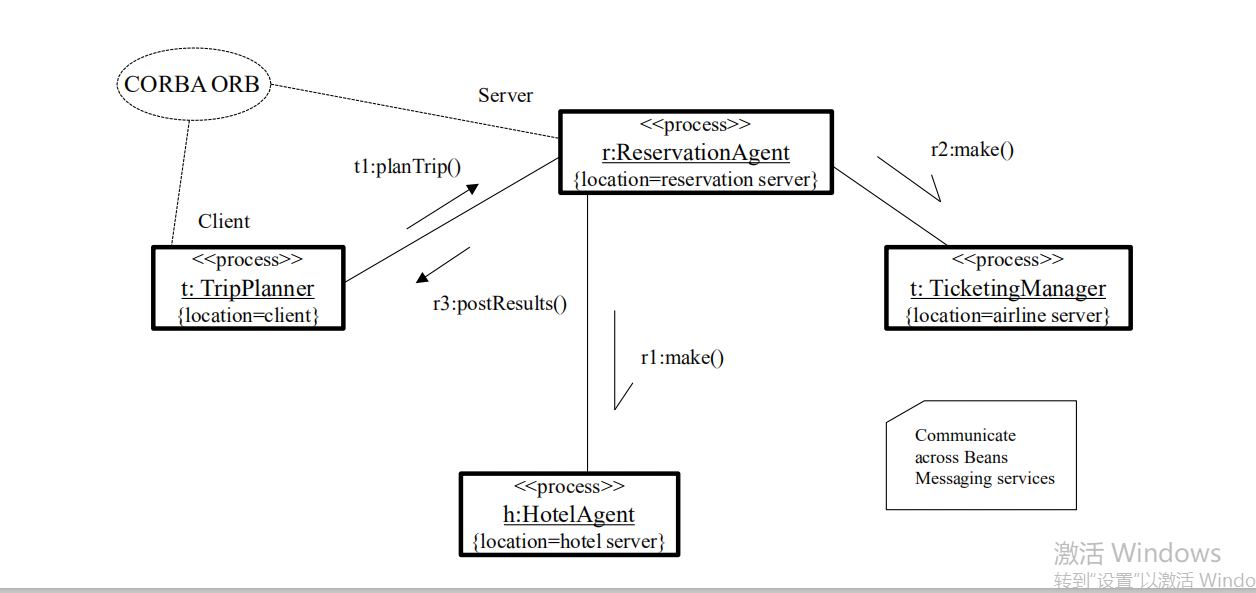 CORBA ORB
Server
<<process>>
r:ReservationAgent
{location=reservation server}
t1:planTrip()
r2:make()
Client
<<process>>
t: TripPlanner
{location=client}
r3:postResults()
<<process>>
t: TicketingManager
{location=airline server}
r1:make()
Communicate
across Beans
Messaging services
<<process>>
h:HotelAgent
{location=hotel server}
激活 Windows
转到"设置"以激活 Windo